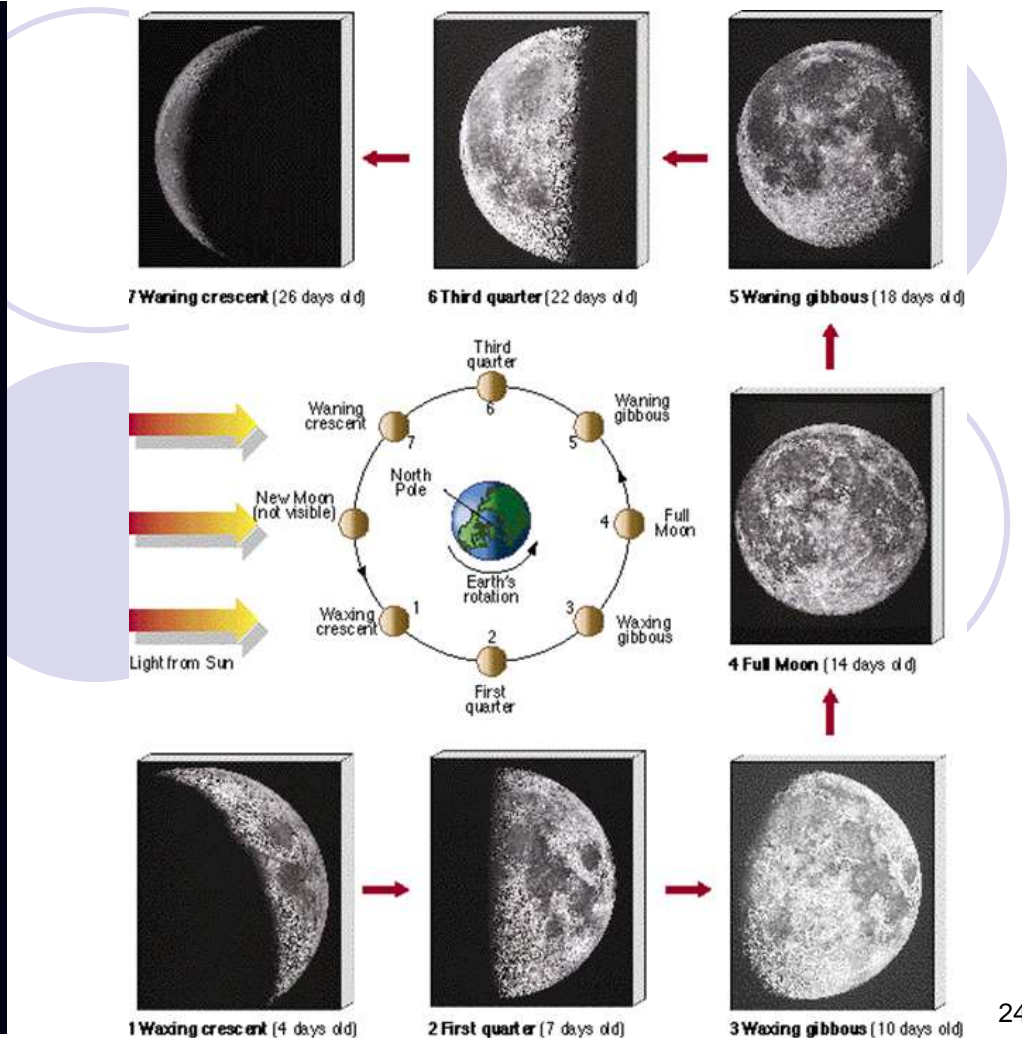 7 Waning crescent (26 days old)
6 Third quarter (22 days old)
5 Waning gibbous (18 days old)
Third
quarter
6
Waning
crescent
7
Waning
gibbous
5
North
Pole
New Moon
(not visible)
4
Full
Moon
Earth's
rotation
Waxing
crescent
1
2
3
Waxing
gibbous
First
quarter
Light from Sun
4 Full Moon (14 days old)
1 Waxing crescent (4 days old)
2 First quarter (7 days old)
3 Waxing gibbous (10 days old)
24